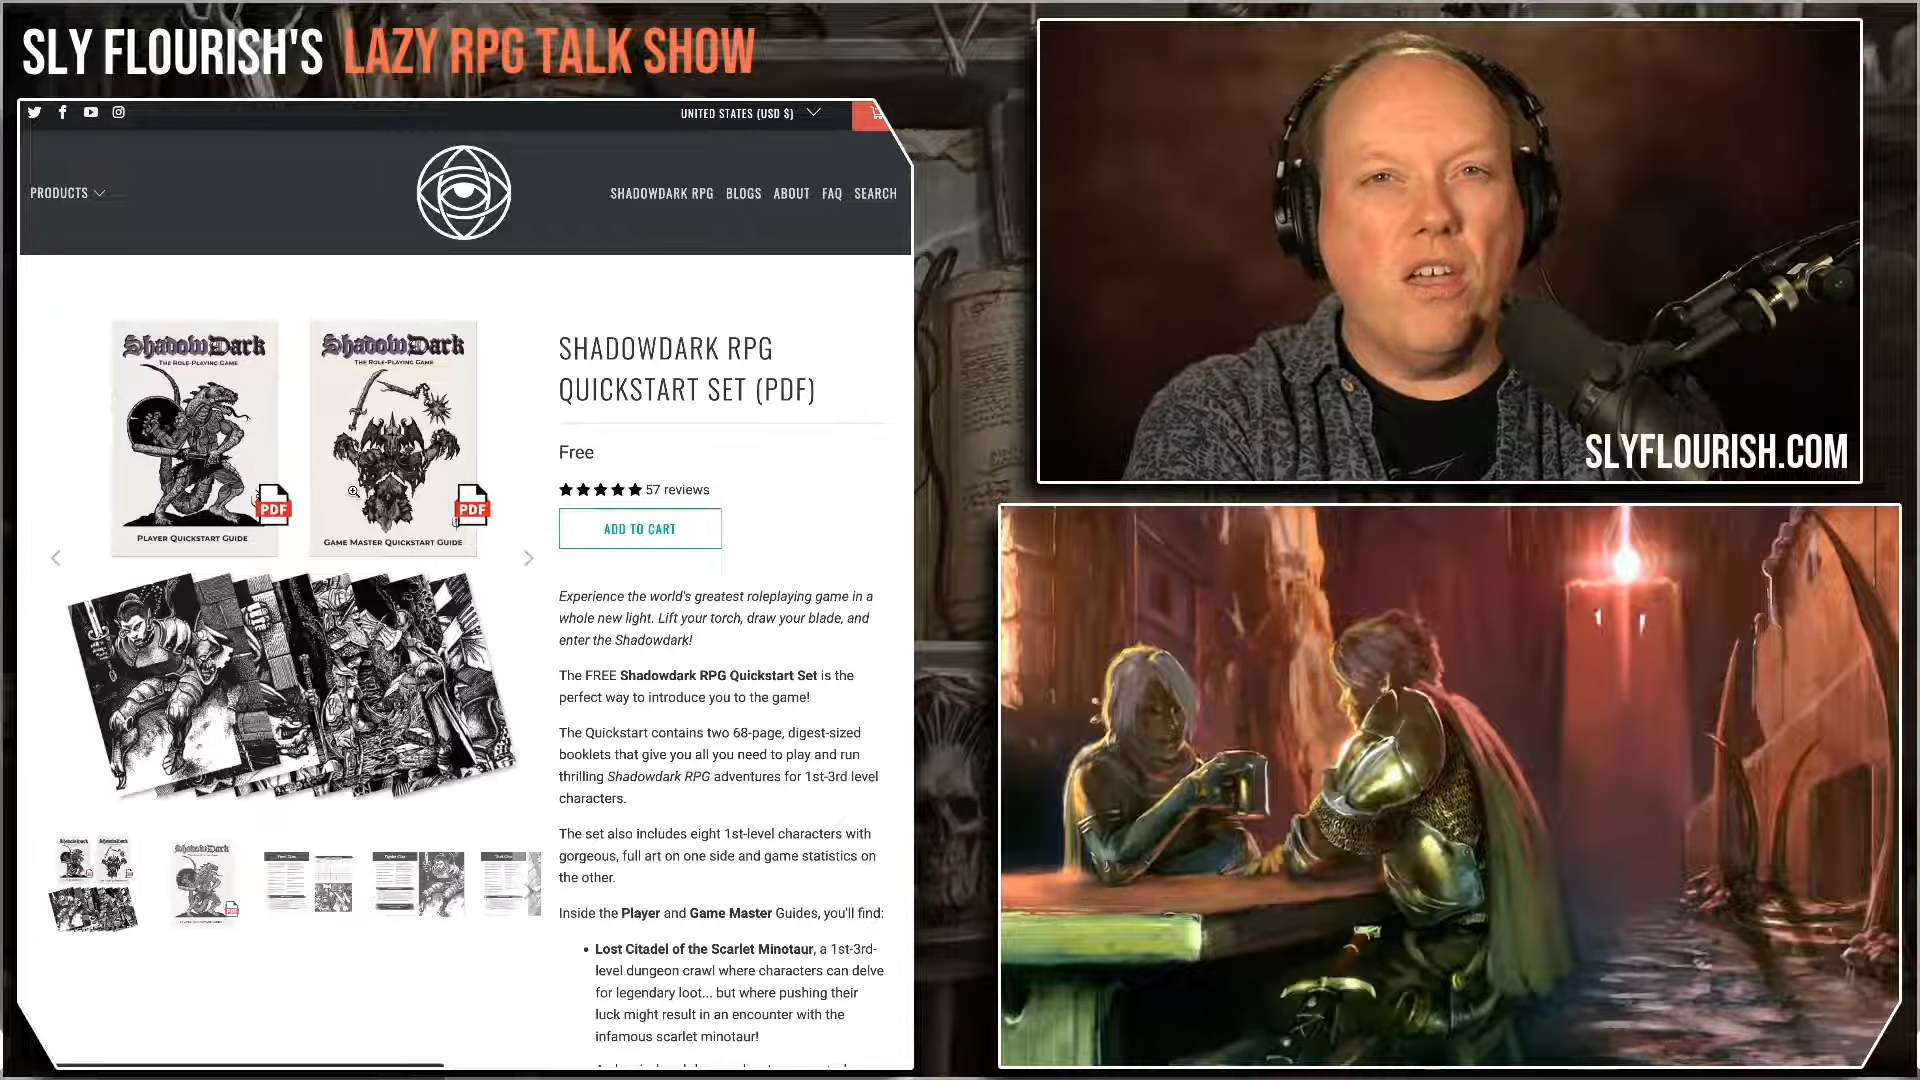 SLY FLOURISH'S LAZY RPG TALK SHOW
UNITED STATES (USD $)
PRODUCTS
SHADOWDARK RPG BLOGS ABOUT FAQ SEARCH
ShadowDark
THE ROLE-PLAYING GAME
PDF
PLAYER QUICKSTART GUIDE
ShadowDark
THE ROLE-PLAYING GAME
PDF
GAME MASTER QUICKSTART GUIDE
SHADOWDARK RPG
QUICKSTART SET (PDF)
Free
57 reviews
ADD TO CART
Experience the world's greatest roleplaying game in a
whole new light. Lift your torch, draw your blade, and
enter the Shadowdark!
The FREE Shadowdark RPG Quickstart Set is the
perfect way to introduce you to the game!
The Quickstart contains two 68-page, digest-sized
booklets that give you all you need to play and run
thrilling Shadowdark RPG adventures for 1st-3rd level
characters.
The set also includes eight 1st-level characters with
gorgeous, full art on one side and game statistics on
the other.
Inside the Player and Game Master Guides, you'll find:
• Lost Citadel of the Scarlet Minotaur, a 1st-3rd-
level dungeon crawl where characters can delve
for legendary loot... but where pushing their
luck might result in an encounter with the
infamous scarlet minotaur!
SLYFLOURISH.COM